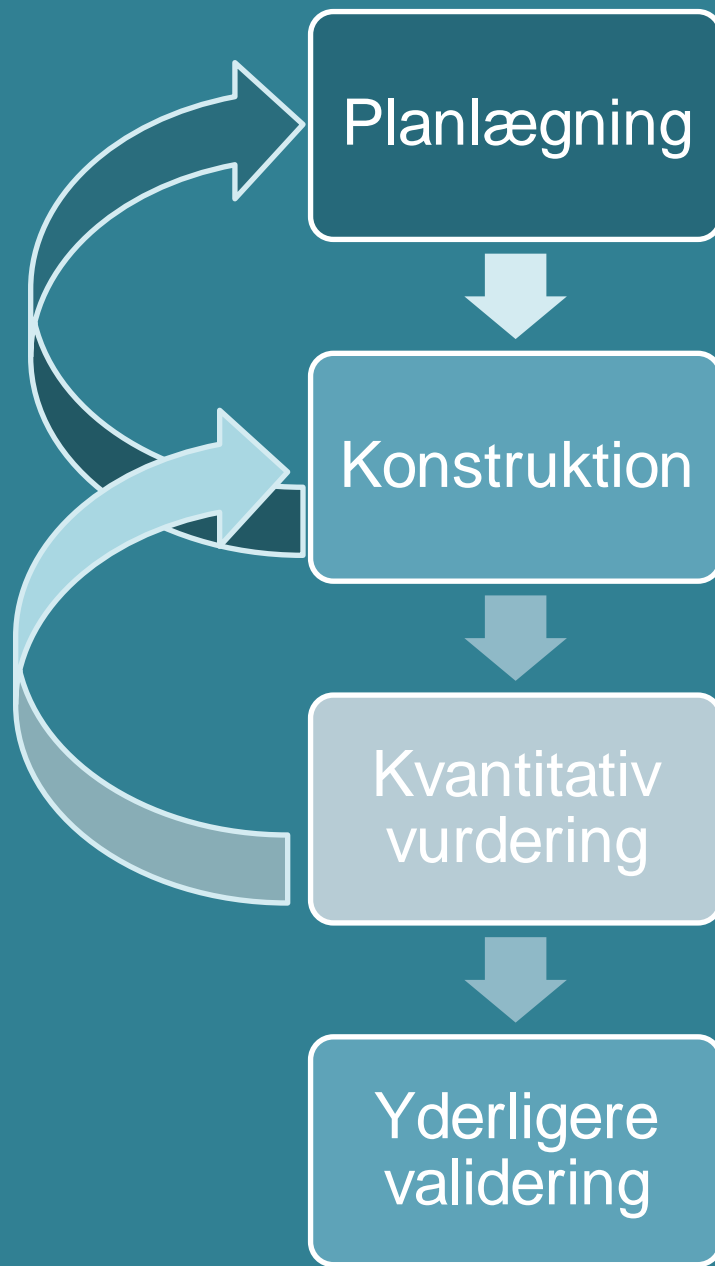 Planlægning
Konstruktion
Kvantitativ
vurdering
Yderligere
validering